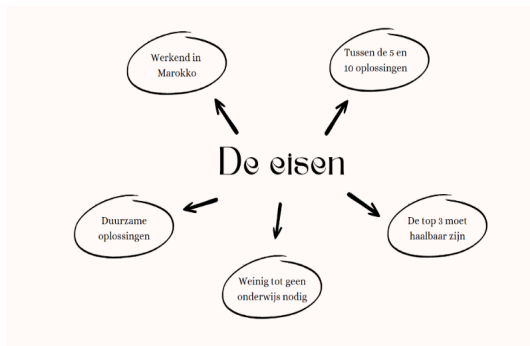 Werkend in
Marokko
Tussen de 5 en
10 oplossingen
De eisen
Duurzame
oplossingen
De top 3 moet
haalbaar zijn
Weinig tot geen
onderwijs nodig